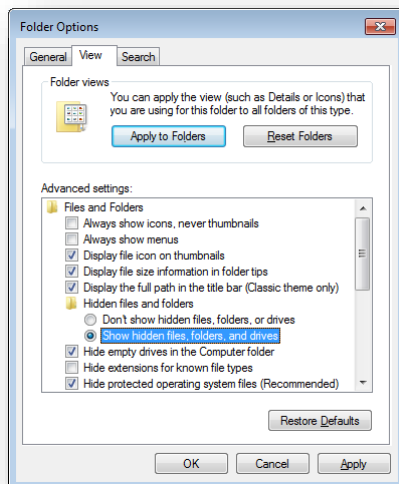 Folder Options
General View Search
Folder views
You can apply the view (such as Details or Icons) that
you are using for this folder to all folders of this type.
Apply to Folders Reset Folders
Advanced settings:
Files and Folders
Always show icons, never thumbnails
Always show menus
Display file icon on thumbnails
Display file size information in folder tips
Display the full path in the title bar (Classic theme only)
Hidden files and folders
Don't show hidden files, folders, or drives
Show hidden files, folders, and drives
Hide empty drives in the Computer folder
Hide extensions for known file types
Hide protected operating system files (Recommended)
Restore Defaults
OK Cancel Apply